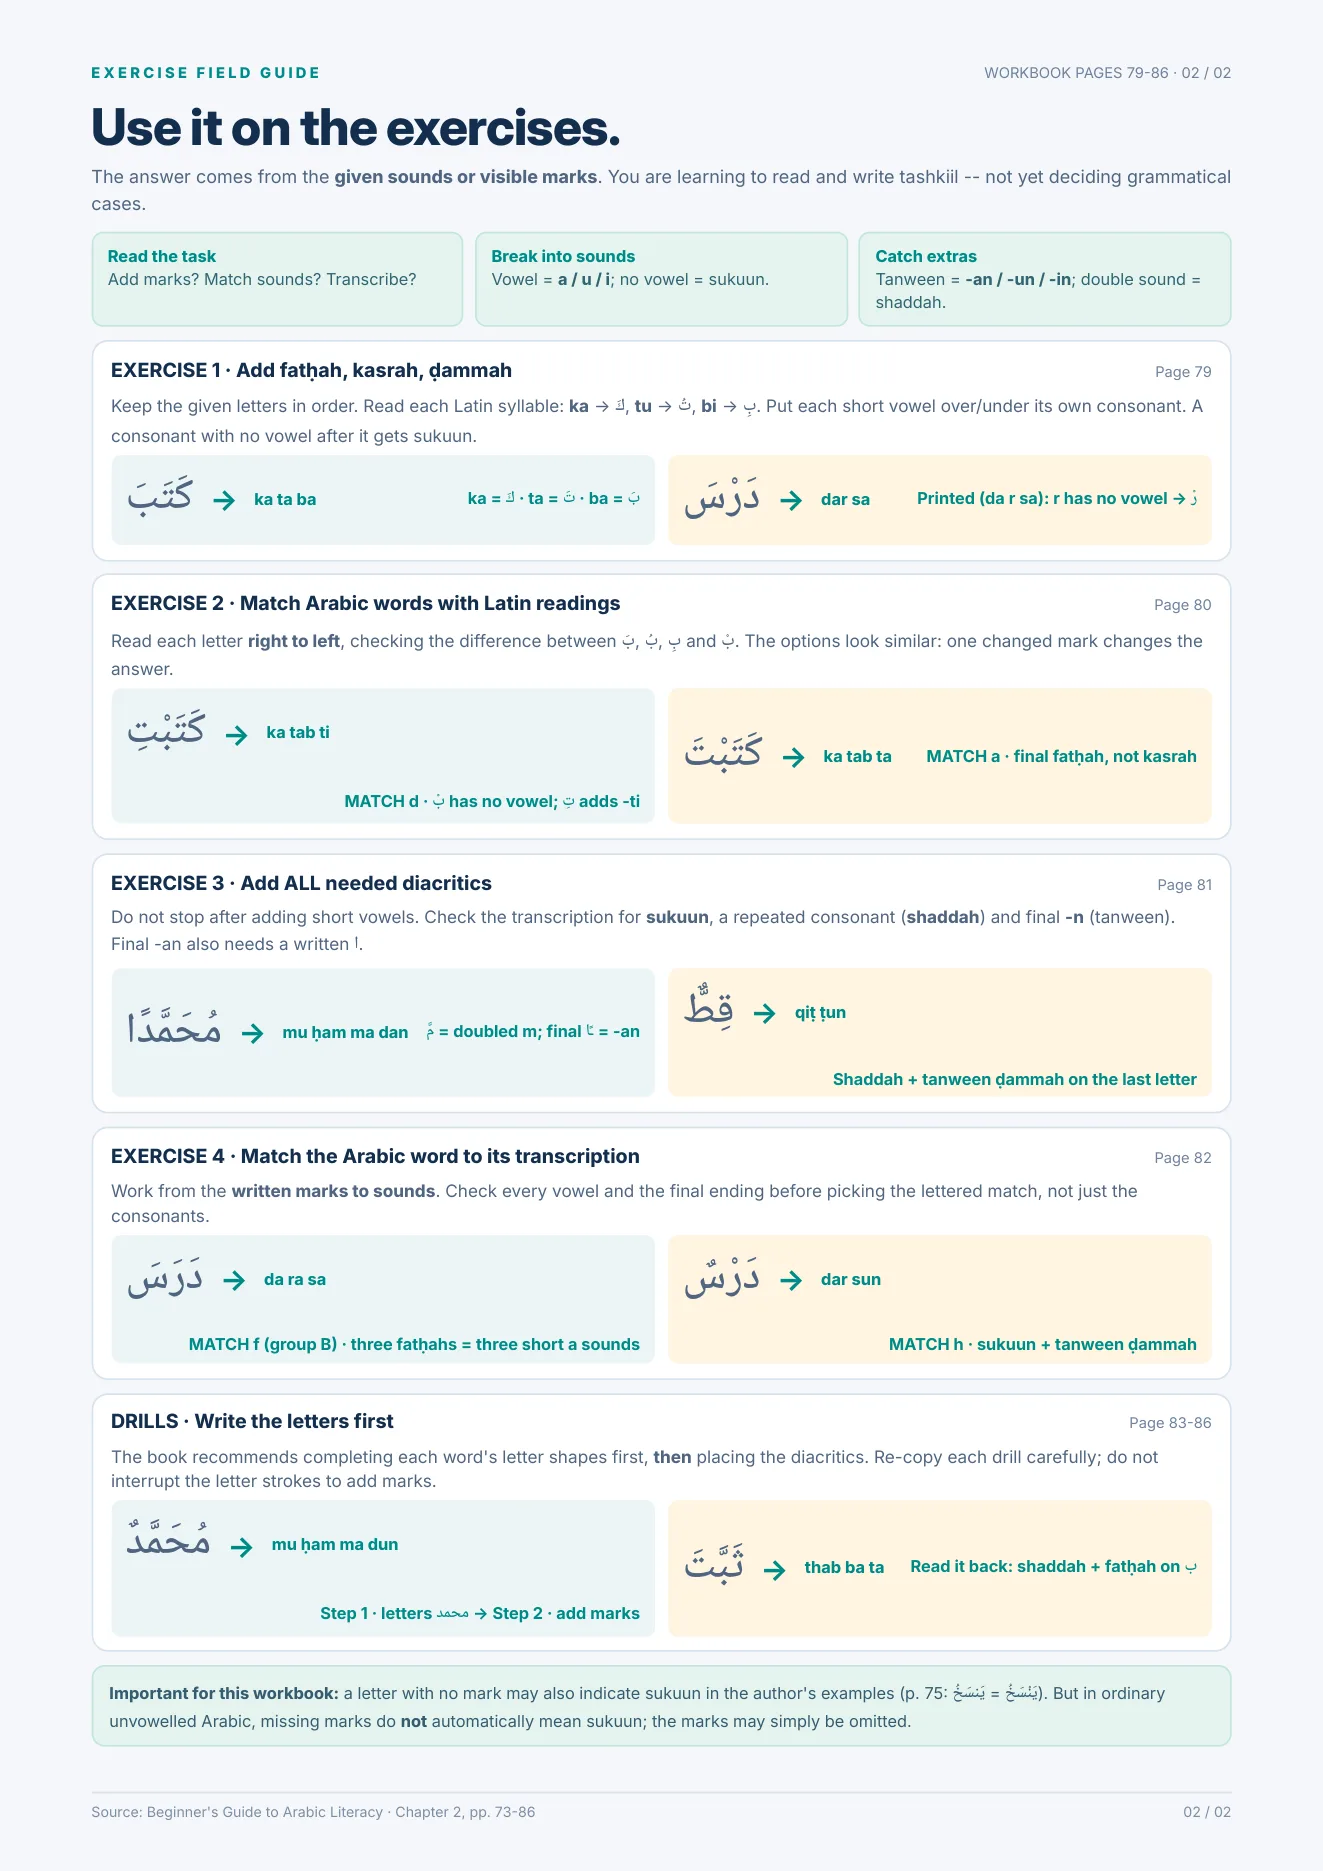 EXERCISE FIELD GUIDE
WORKBOOK PAGES 79-86 · 02 / 02
Use it on the exercises.
The answer comes from the given sounds or visible marks. You are learning to read and write tashkiil -- not yet deciding grammatical
cases.
Read the task
Add marks? Match sounds? Transcribe?
Break into sounds
Vowel = a / u / i; no vowel = sukuun.
Catch extras
Tanween = -an / -un / -in; double sound =
shaddah.
EXERCISE 1 · Add fatḥah, kasrah, ḍammah
Page 79
Keep the given letters in order. Read each Latin syllable: ka → كَ, tu → تُ, bi → بِ. Put each short vowel over/under its own consonant. A
consonant with no vowel after it gets sukuun.
كَتَبَ → ka ta ba ka = كَ · ta = تَ · ba = بَ
دَرْسَ → dar sa Printed (da r sa): r has no vowel → رْ
EXERCISE 2 · Match Arabic words with Latin readings
Page 80
Read each letter right to left, checking the difference between بَ, بُ, بِ and بْ. The options look similar: one changed mark changes the
answer.
كَتَبْتِ → ka tab ti
MATCH d · بْ has no vowel; تِ adds -ti
كَتَبْتَ → ka tab ta MATCH a · final fatḥah, not kasrah
EXERCISE 3 · Add ALL needed diacritics
Page 81
Do not stop after adding short vowels. Check the transcription for sukuun, a repeated consonant (shaddah) and final -n (tanween).
Final -an also needs a written ا.
مُحَمَّدًا → mu ḥam ma dan مَّ = doubled m; final ـًا = -an
قِطٌّ → qiṭ ṭun
Shaddah + tanween ḍammah on the last letter
EXERCISE 4 · Match the Arabic word to its transcription
Page 82
Work from the written marks to sounds. Check every vowel and the final ending before picking the lettered match, not just the
consonants.
دَرَسَ → da ra sa
MATCH f (group B) · three fatḥahs = three short a sounds
دَرْسٌ → dar sun
MATCH h · sukuun + tanween ḍammah
DRILLS · Write the letters first
Page 83-86
The book recommends completing each word's letter shapes first, then placing the diacritics. Re-copy each drill carefully; do not
interrupt the letter strokes to add marks.
مُحَمَّدٌ → mu ḥam ma dun
Step 1 · letters محمد → Step 2 · add marks
ثَبَّتَ → thab ba ta Read it back: shaddah + fatḥah on ب
Important for this workbook: a letter with no mark may also indicate sukuun in the author's examples (p. 75: يَنْسَخُ = يَنسَخُ). But in ordinary
unvowelled Arabic, missing marks do not automatically mean sukuun; the marks may simply be omitted.
Source: Beginner's Guide to Arabic Literacy · Chapter 2, pp. 73-86
02 / 02